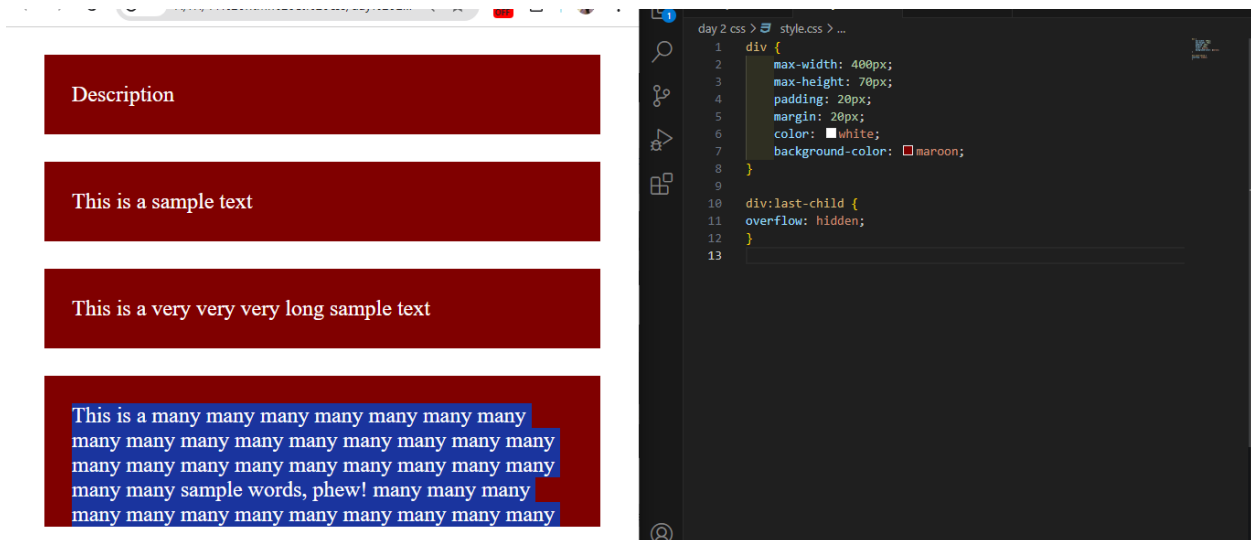 OFF
1
Description
This is a sample text
This is a very very very long sample text
This is a many many many many many many many
many many many many many many many many many
many many many many many many many many many
many many sample words, phew! many many many
many many many many many many many many many
day 2 css > style.css > ...
1 div {
2 max-width: 400px;
3 max-height: 70px;
4 padding: 20px;
5 margin: 20px;
6 color: white;
7 background-color: maroon;
8 }
9
10 div:last-child {
11 overflow: hidden;
12 }
13